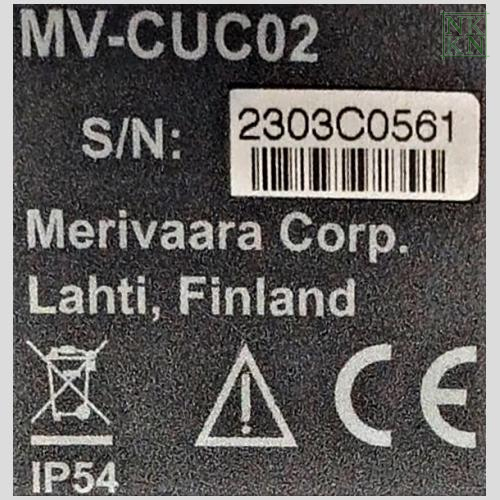 MV-CUC02
S/N: 2303C0561
Merivaara Corp.
Lahti, Finland
CE
IP54